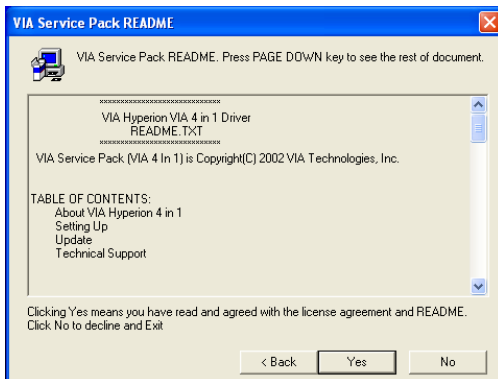 VIA Service Pack README
VIA Service Pack README. Press PAGE DOWN key to see the rest of document.
****************************
VIA Hyperion VIA 4 in 1 Driver
README.TXT
****************************
VIA Service Pack (VIA 4 In 1) is Copyright(C) 2002 VIA Technologies, Inc.
TABLE OF CONTENTS:
About VIA Hyperion 4 in 1
Setting Up
Update
Technical Support
Clicking Yes means you have read and agreed with the license agreement and README.
Click No to decline and Exit
< Back
Yes
No